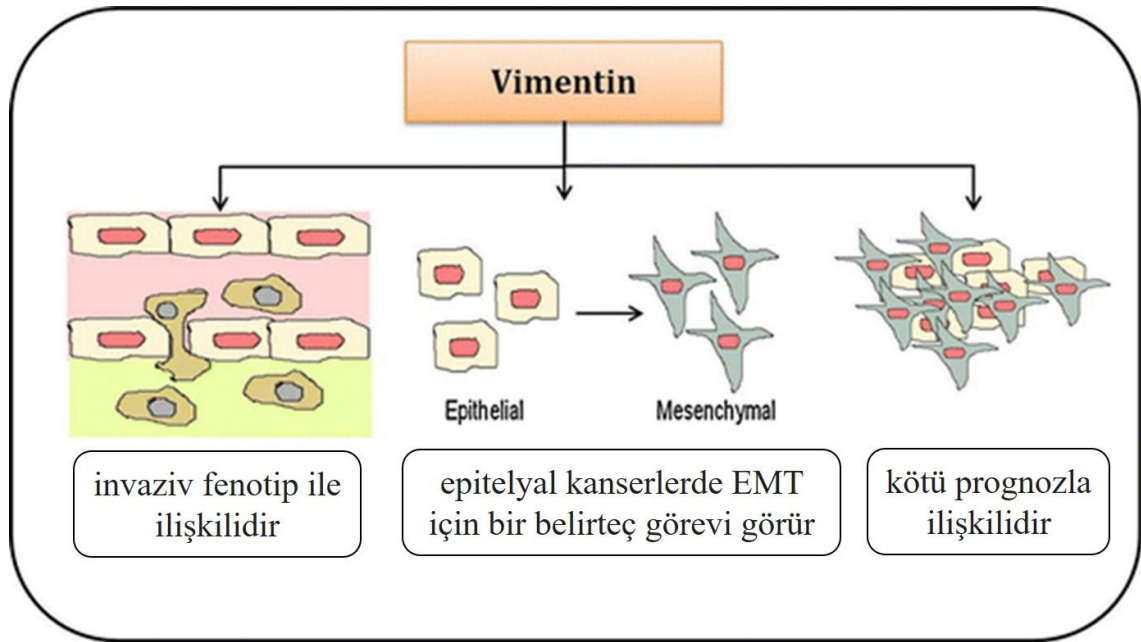 Vimentin
Epithelial
Mesenchymal
invaziv fenotip ile
ilişkilidir
epitelyal kanserlerde EMT
için bir belirteç görevi görür
kötü prognozla
ilişkilidir